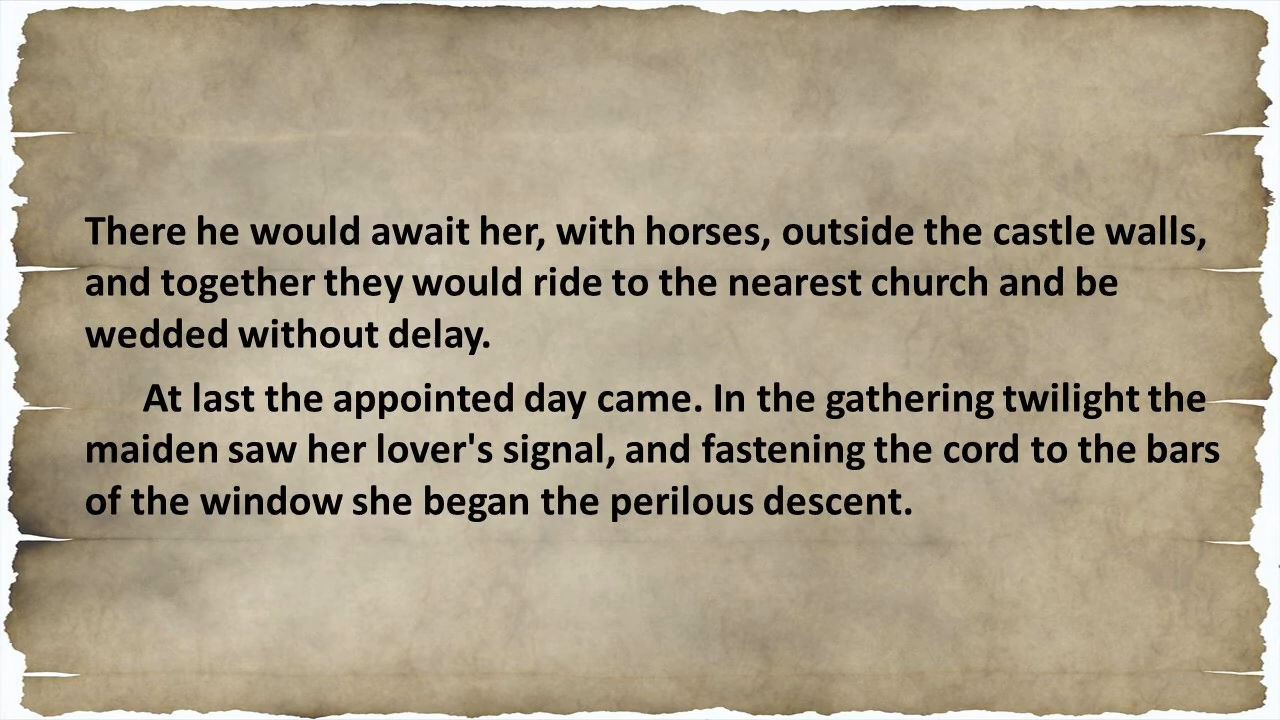 There he would await her, with horses, outside the castle walls,
and together they would ride to the nearest church and be
wedded without delay.
At last the appointed day came. In the gathering twilight the
maiden saw her lover's signal, and fastening the cord to the bars
of the window she began the perilous descent.